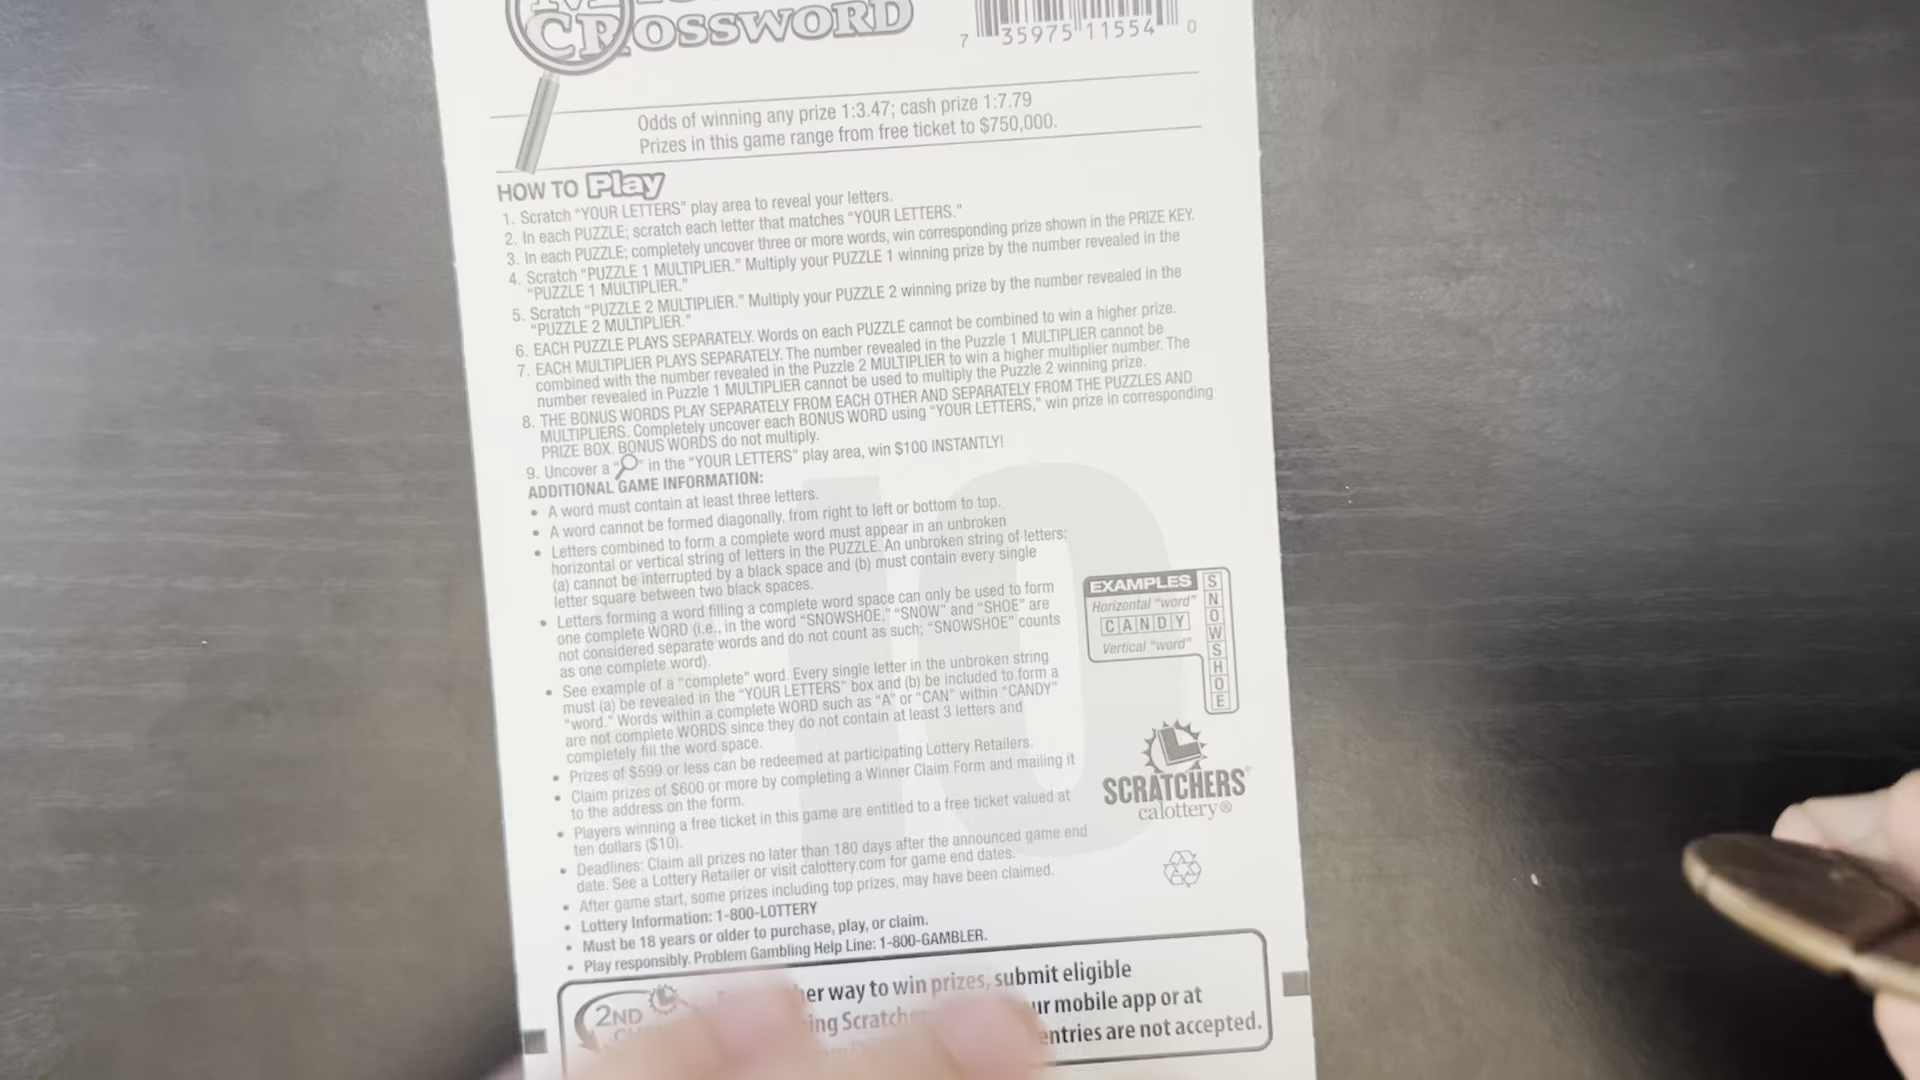 CROSSWORD
7 35975 11554 0
Odds of winning any prize 1:3.47; cash prize 1:7.79
Prizes in this game range from free ticket to $750,000.
HOW TO Play
1. Scratch “YOUR LETTERS” play area to reveal your letters.
2. In each PUZZLE; scratch each letter that matches “YOUR LETTERS.”
3. In each PUZZLE; completely uncover three or more words, win corresponding prize shown in the PRIZE KEY.
4. Scratch “PUZZLE 1 MULTIPLIER.” Multiply your PUZZLE 1 winning prize by the number revealed in the
“PUZZLE 1 MULTIPLIER.”
5. Scratch “PUZZLE 2 MULTIPLIER.” Multiply your PUZZLE 2 winning prize by the number revealed in the
“PUZZLE 2 MULTIPLIER.”
6. EACH PUZZLE PLAYS SEPARATELY. Words on each PUZZLE cannot be combined to win a higher prize.
7. EACH MULTIPLIER PLAYS SEPARATELY. The number revealed in the Puzzle 1 MULTIPLIER cannot be
combined with the number revealed in the Puzzle 2 MULTIPLIER to win a higher multiplier number. The
number revealed in Puzzle 1 MULTIPLIER cannot be used to multiply the Puzzle 2 winning prize.
8. THE BONUS WORDS PLAY SEPARATELY FROM EACH OTHER AND SEPARATELY FROM THE PUZZLES AND
MULTIPLIERS. Completely uncover each BONUS WORD using “YOUR LETTERS,” win prize in corresponding
PRIZE BOX. BONUS WORDS do not multiply.
9. Uncover a “ ” in the “YOUR LETTERS” play area, win $100 INSTANTLY!
ADDITIONAL GAME INFORMATION:
• A word must contain at least three letters.
• A word cannot be formed diagonally, from right to left or bottom to top.
• Letters combined to form a complete word must appear in an unbroken
horizontal or vertical string of letters in the PUZZLE. An unbroken string of letters:
(a) cannot be interrupted by a black space and (b) must contain every single
letter square between two black spaces.
• Letters forming a word filling a complete word space can only be used to form
one complete WORD (i.e., in the word “SNOWSHOE,” “SNOW” and “SHOE” are
not considered separate words and do not count as such; “SNOWSHOE” counts
as one complete word).
• See example of a “complete” word. Every single letter in the unbroken string
must (a) be revealed in the “YOUR LETTERS” box and (b) be included to form a
“word.” Words within a complete WORD such as “A” or “CAN” within “CANDY”
are not complete WORDS since they do not contain at least 3 letters and
completely fill the word space.
• Prizes of $599 or less can be redeemed at participating Lottery Retailers.
• Claim prizes of $600 or more by completing a Winner Claim Form and mailing it
to the address on the form.
• Players winning a free ticket in this game are entitled to a free ticket valued at
ten dollars ($10).
• Deadlines: Claim all prizes no later than 180 days after the announced game end
date. See a Lottery Retailer or visit calottery.com for game end dates.
• After game start, some prizes including top prizes, may have been claimed.
• Lottery Information: 1-800-LOTTERY
• Must be 18 years or older to purchase, play, or claim.
• Play responsibly. Problem Gambling Help Line: 1-800-GAMBLER.
10
EXAMPLES
Horizontal “word”
CANDY
Vertical “word”
SNOWSHOE
SCRATCHERS®
calottery®
2ND
way to win prizes, submit eligible
mobile app or at
entries are not accepted.